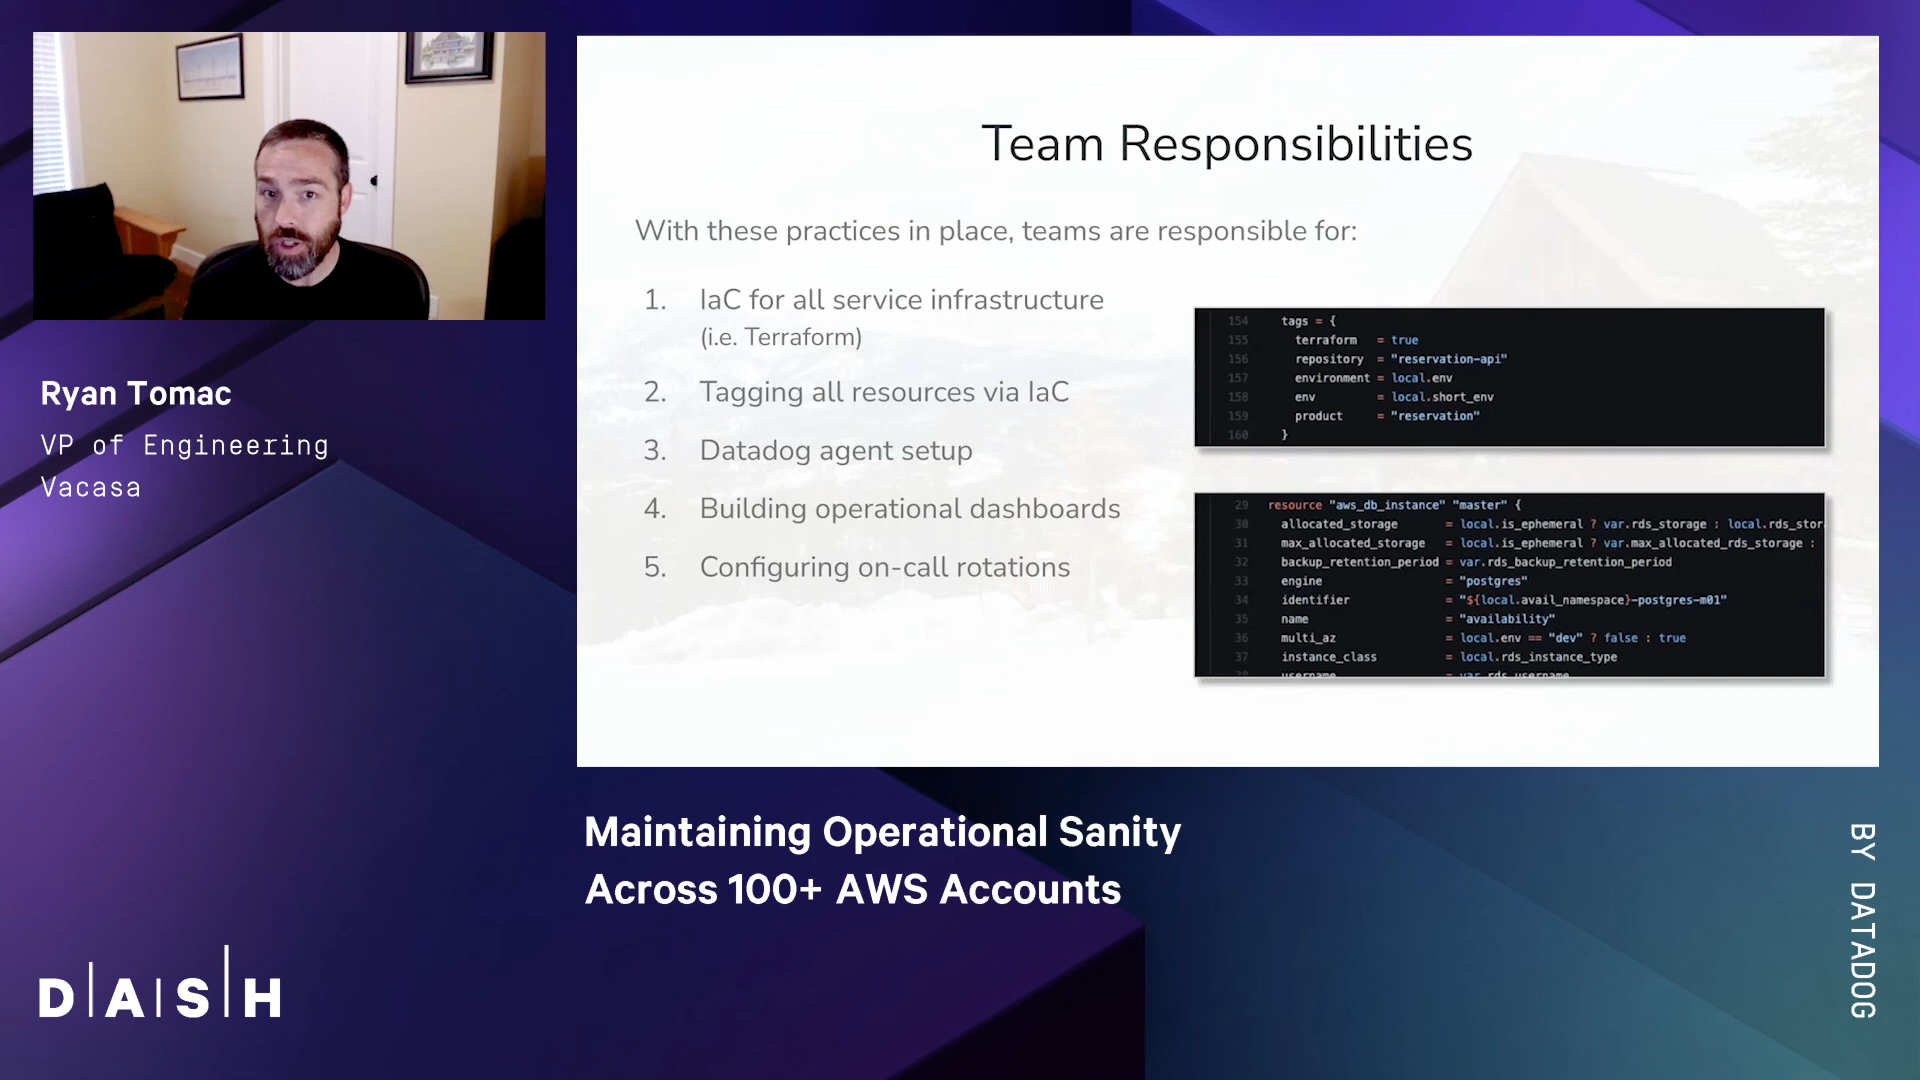 Team Responsibilities
With these practices in place, teams are responsible for:
1. IaC for all service infrastructure
(i.e. Terraform)
2. Tagging all resources via IaC
3. Datadog agent setup
4. Building operational dashboards
5. Configuring on-call rotations
154 tags = {
155 terraform = true
156 repository = "reservation-api"
157 environment = local.env
158 env = local.short_env
159 product = "reservation"
160 }
29 resource "aws_db_instance" "master" {
30 allocated_storage = local.is_ephemeral ? var.rds_storage : local.rds_stor
31 max_allocated_storage = local.is_ephemeral ? var.max_allocated_rds_storage :
32 backup_retention_period = var.rds_backup_retention_period
33 engine = "postgres"
34 identifier = "${local.avail_namespace}-postgres-m01"
35 name = "availability"
36 multi_az = local.env == "dev" ? false : true
37 instance_class = local.rds_instance_type
username = var.rds_username
Ryan Tomac
VP of Engineering
Vacasa
Maintaining Operational Sanity
Across 100+ AWS Accounts
DASH
BY DATADOG